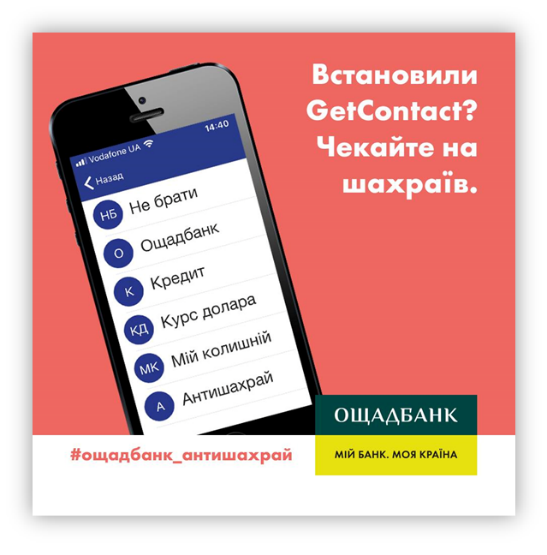 Встановили
GetContact?
Чекайте на
шахраїв.
Vodafone UA
14:40
Назад
НБ Не брати
О Ощадбанк
К Кредит
КД Курс долара
МК Мій колишній
А Антишахрай
ОЩАДБАНК
#ощадбанк_антишахрай
МІЙ БАНК. МОЯ КРАЇНА